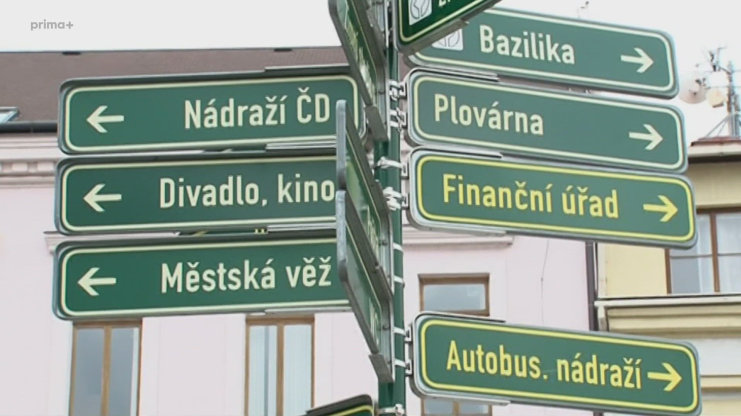 prima+
Bazilika
Nádraží ČD
Plovárna
Divadlo, kino
Finanční úřad
Městská věž
Autobus. nádraží